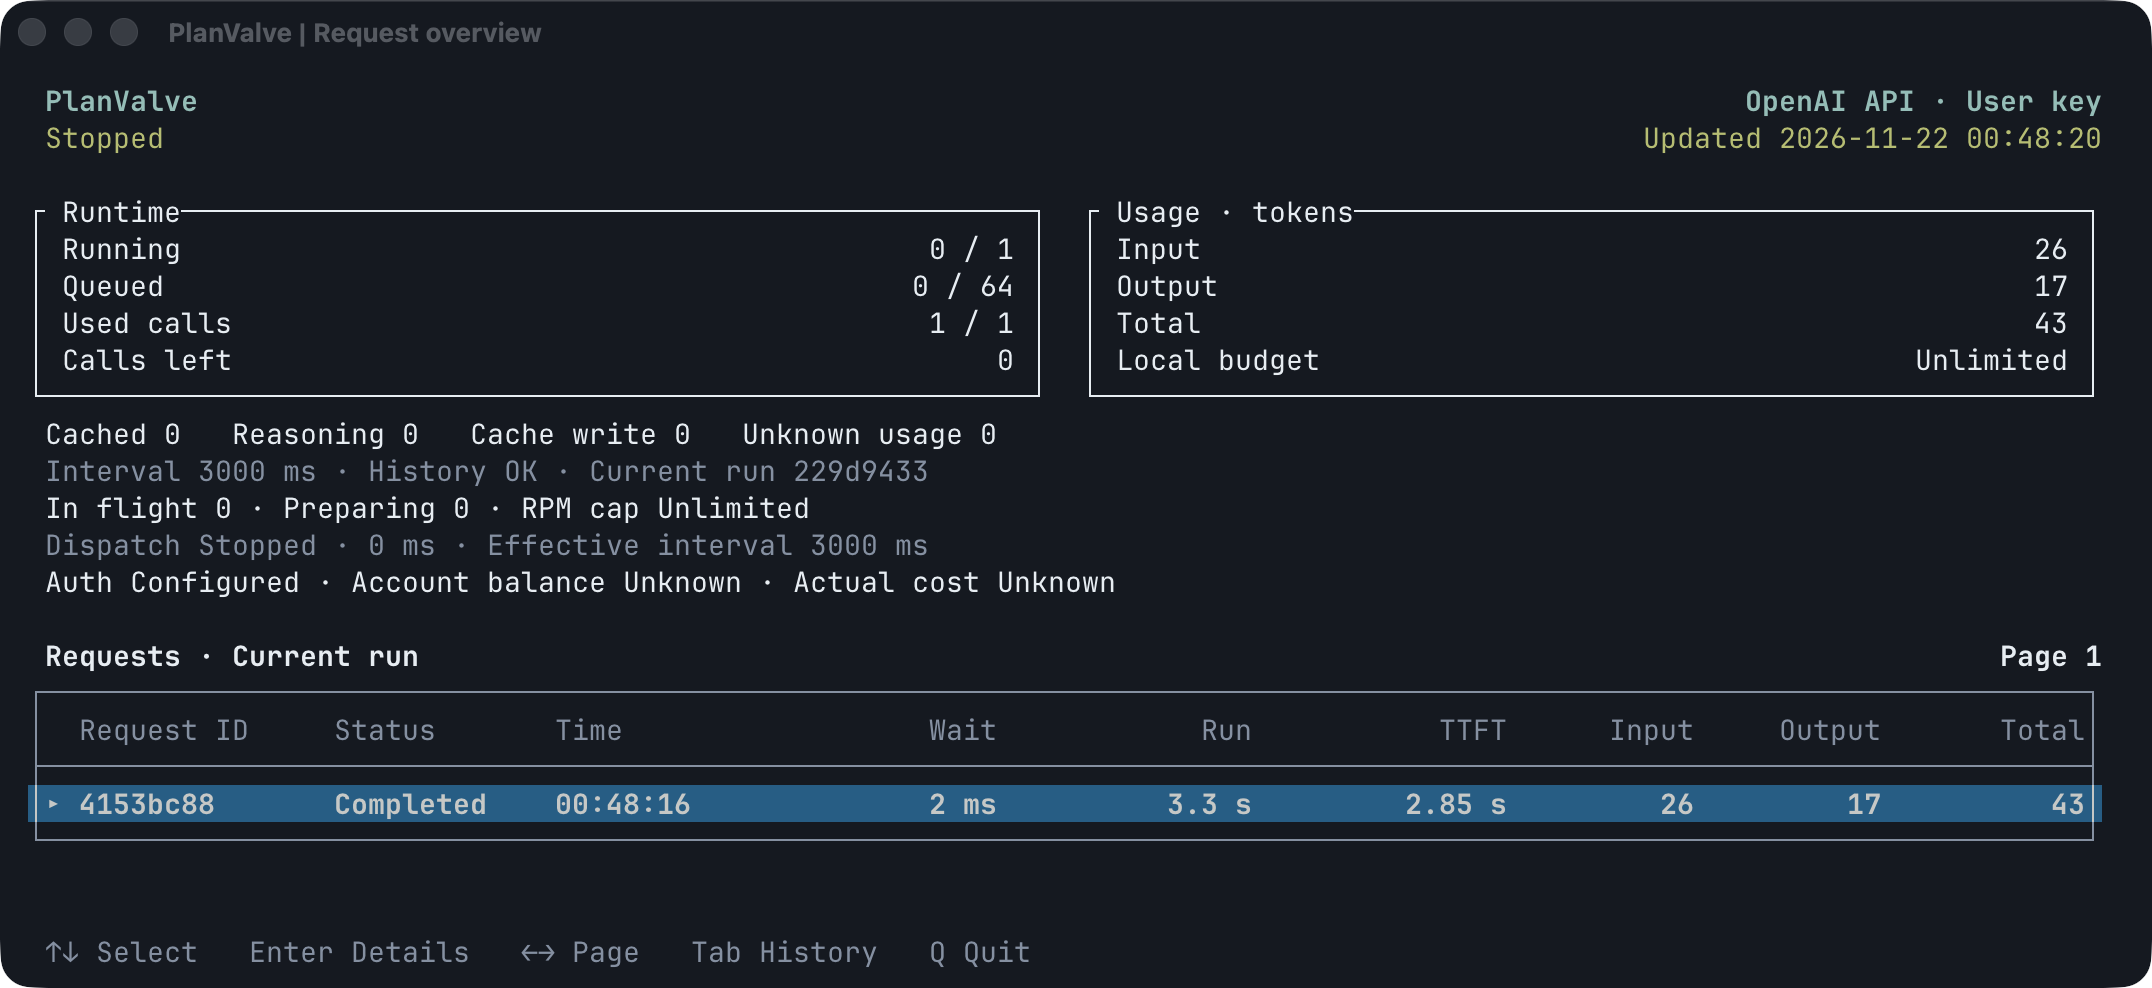 PlanValve | Request overview
PlanValve OpenAI API · User key
Stopped Updated 2026-11-22 00:48:20
Runtime
Running 0 / 1
Queued 0 / 64
Used calls 1 / 1
Calls left 0
Usage · tokens
Input 26
Output 17
Total 43
Local budget Unlimited
Cached 0 Reasoning 0 Cache write 0 Unknown usage 0
Interval 3000 ms · History OK · Current run 229d9433
In flight 0 · Preparing 0 · RPM cap Unlimited
Dispatch Stopped · 0 ms · Effective interval 3000 ms
Auth Configured · Account balance Unknown · Actual cost Unknown
Requests · Current run Page 1
Request ID Status Time Wait Run TTFT Input Output Total
▸ 4153bc88 Completed 00:48:16 2 ms 3.3 s 2.85 s 26 17 43
↑↓ Select Enter Details ←→ Page Tab History Q Quit